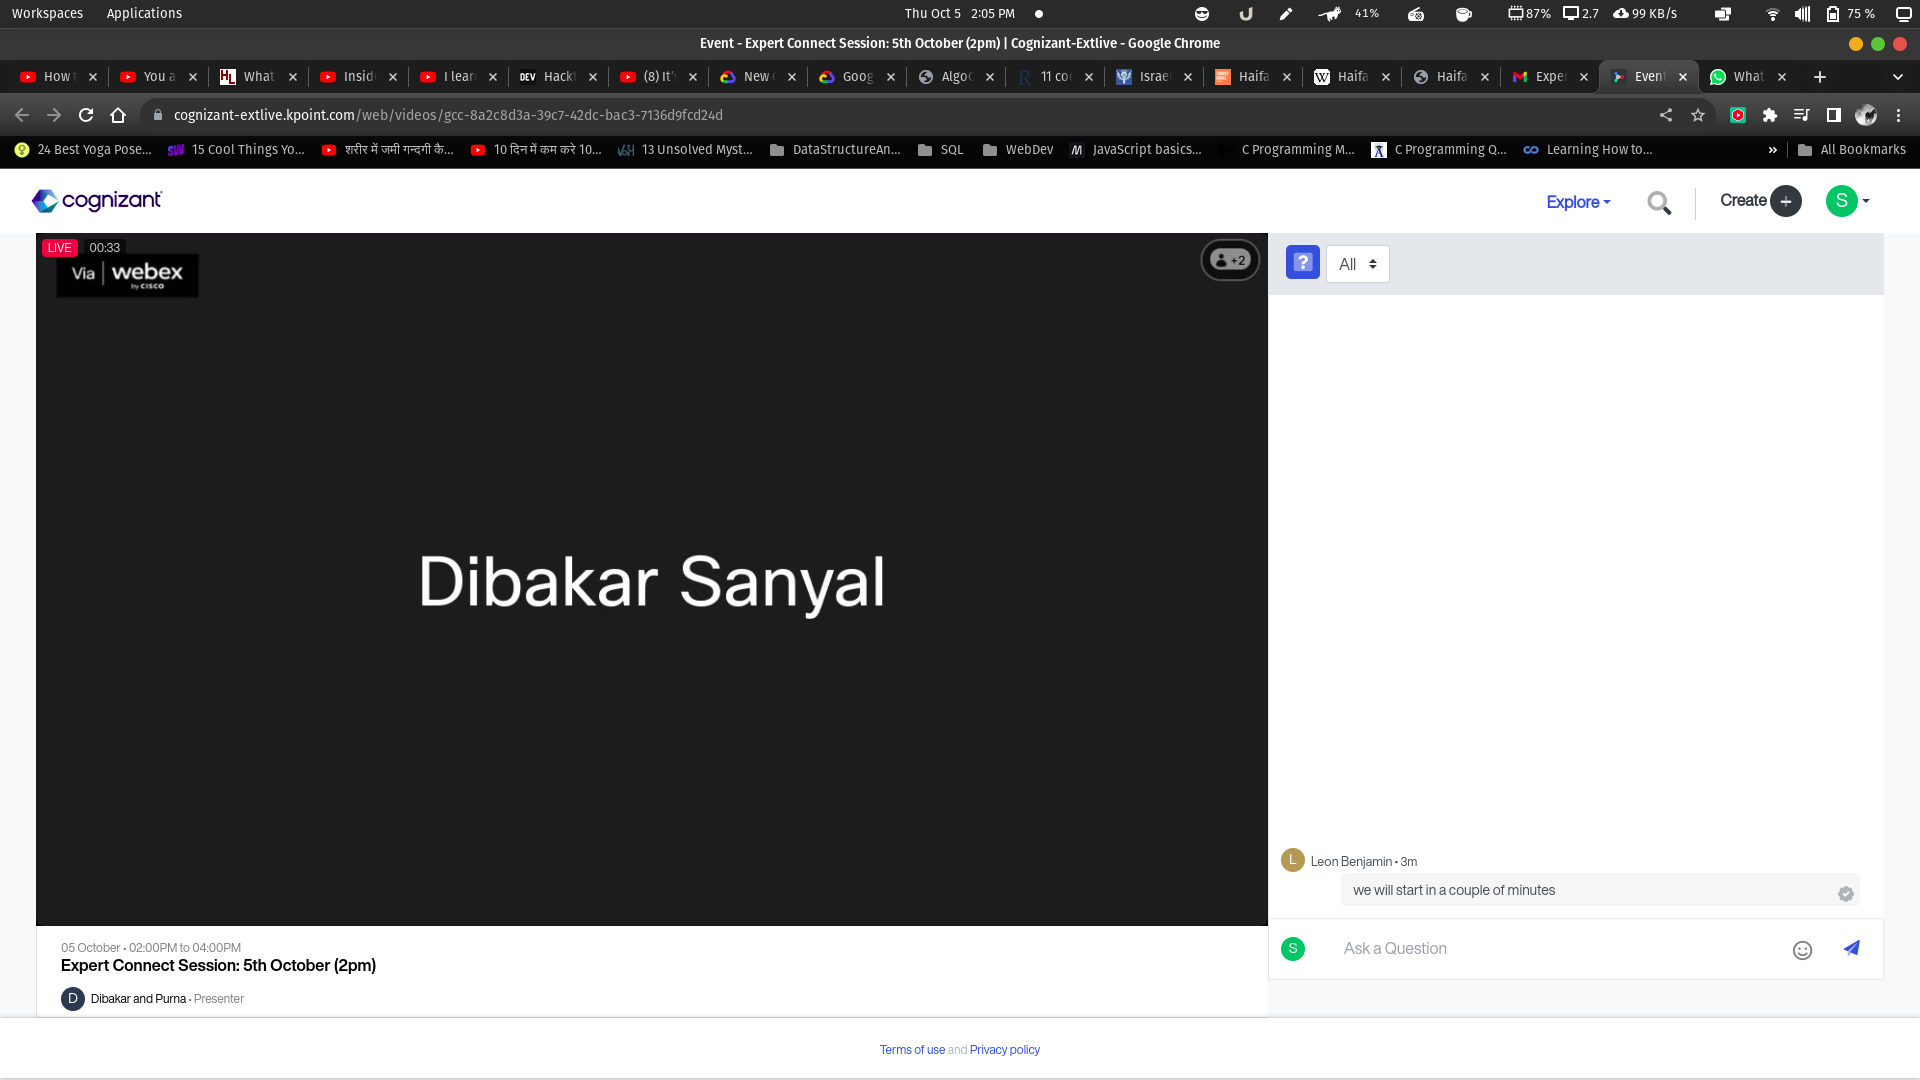 Workspaces Applications Thu Oct 5 2:05 PM 41% 87% 2.7 99 KB/s 75 %
Event - Expert Connect Session: 5th October (2pm) | Cognizant-Extlive - Google Chrome
How t You a HL What Insid I lear DEV Hackt (8) It's New Goog AlgoC R 11 co Israe Haifa W Haifa Haifa Expe Event What
cognizant-extlive.kpoint.com/web/videos/gcc-8a2c8d3a-39c7-42dc-bac3-7136d9fcd24d
24 Best Yoga Pose... SW 15 Cool Things Yo... शरीर में जमी गन्दगी कै... 10 दिन में कम करे 10... 13 Unsolved Myst... DataStructureAn... SQL WebDev M JavaScript basics... C Programming M... C Programming Q... Learning How to... » All Bookmarks
cognizant Explore Create + S
LIVE 00:33 +2 ? All
Via | webex
by CISCO
Dibakar Sanyal
L Leon Benjamin • 3m
we will start in a couple of minutes
S Ask a Question
05 October • 02:00PM to 04:00PM
Expert Connect Session: 5th October (2pm)
D Dibakar and Purna • Presenter
Terms of use and Privacy policy